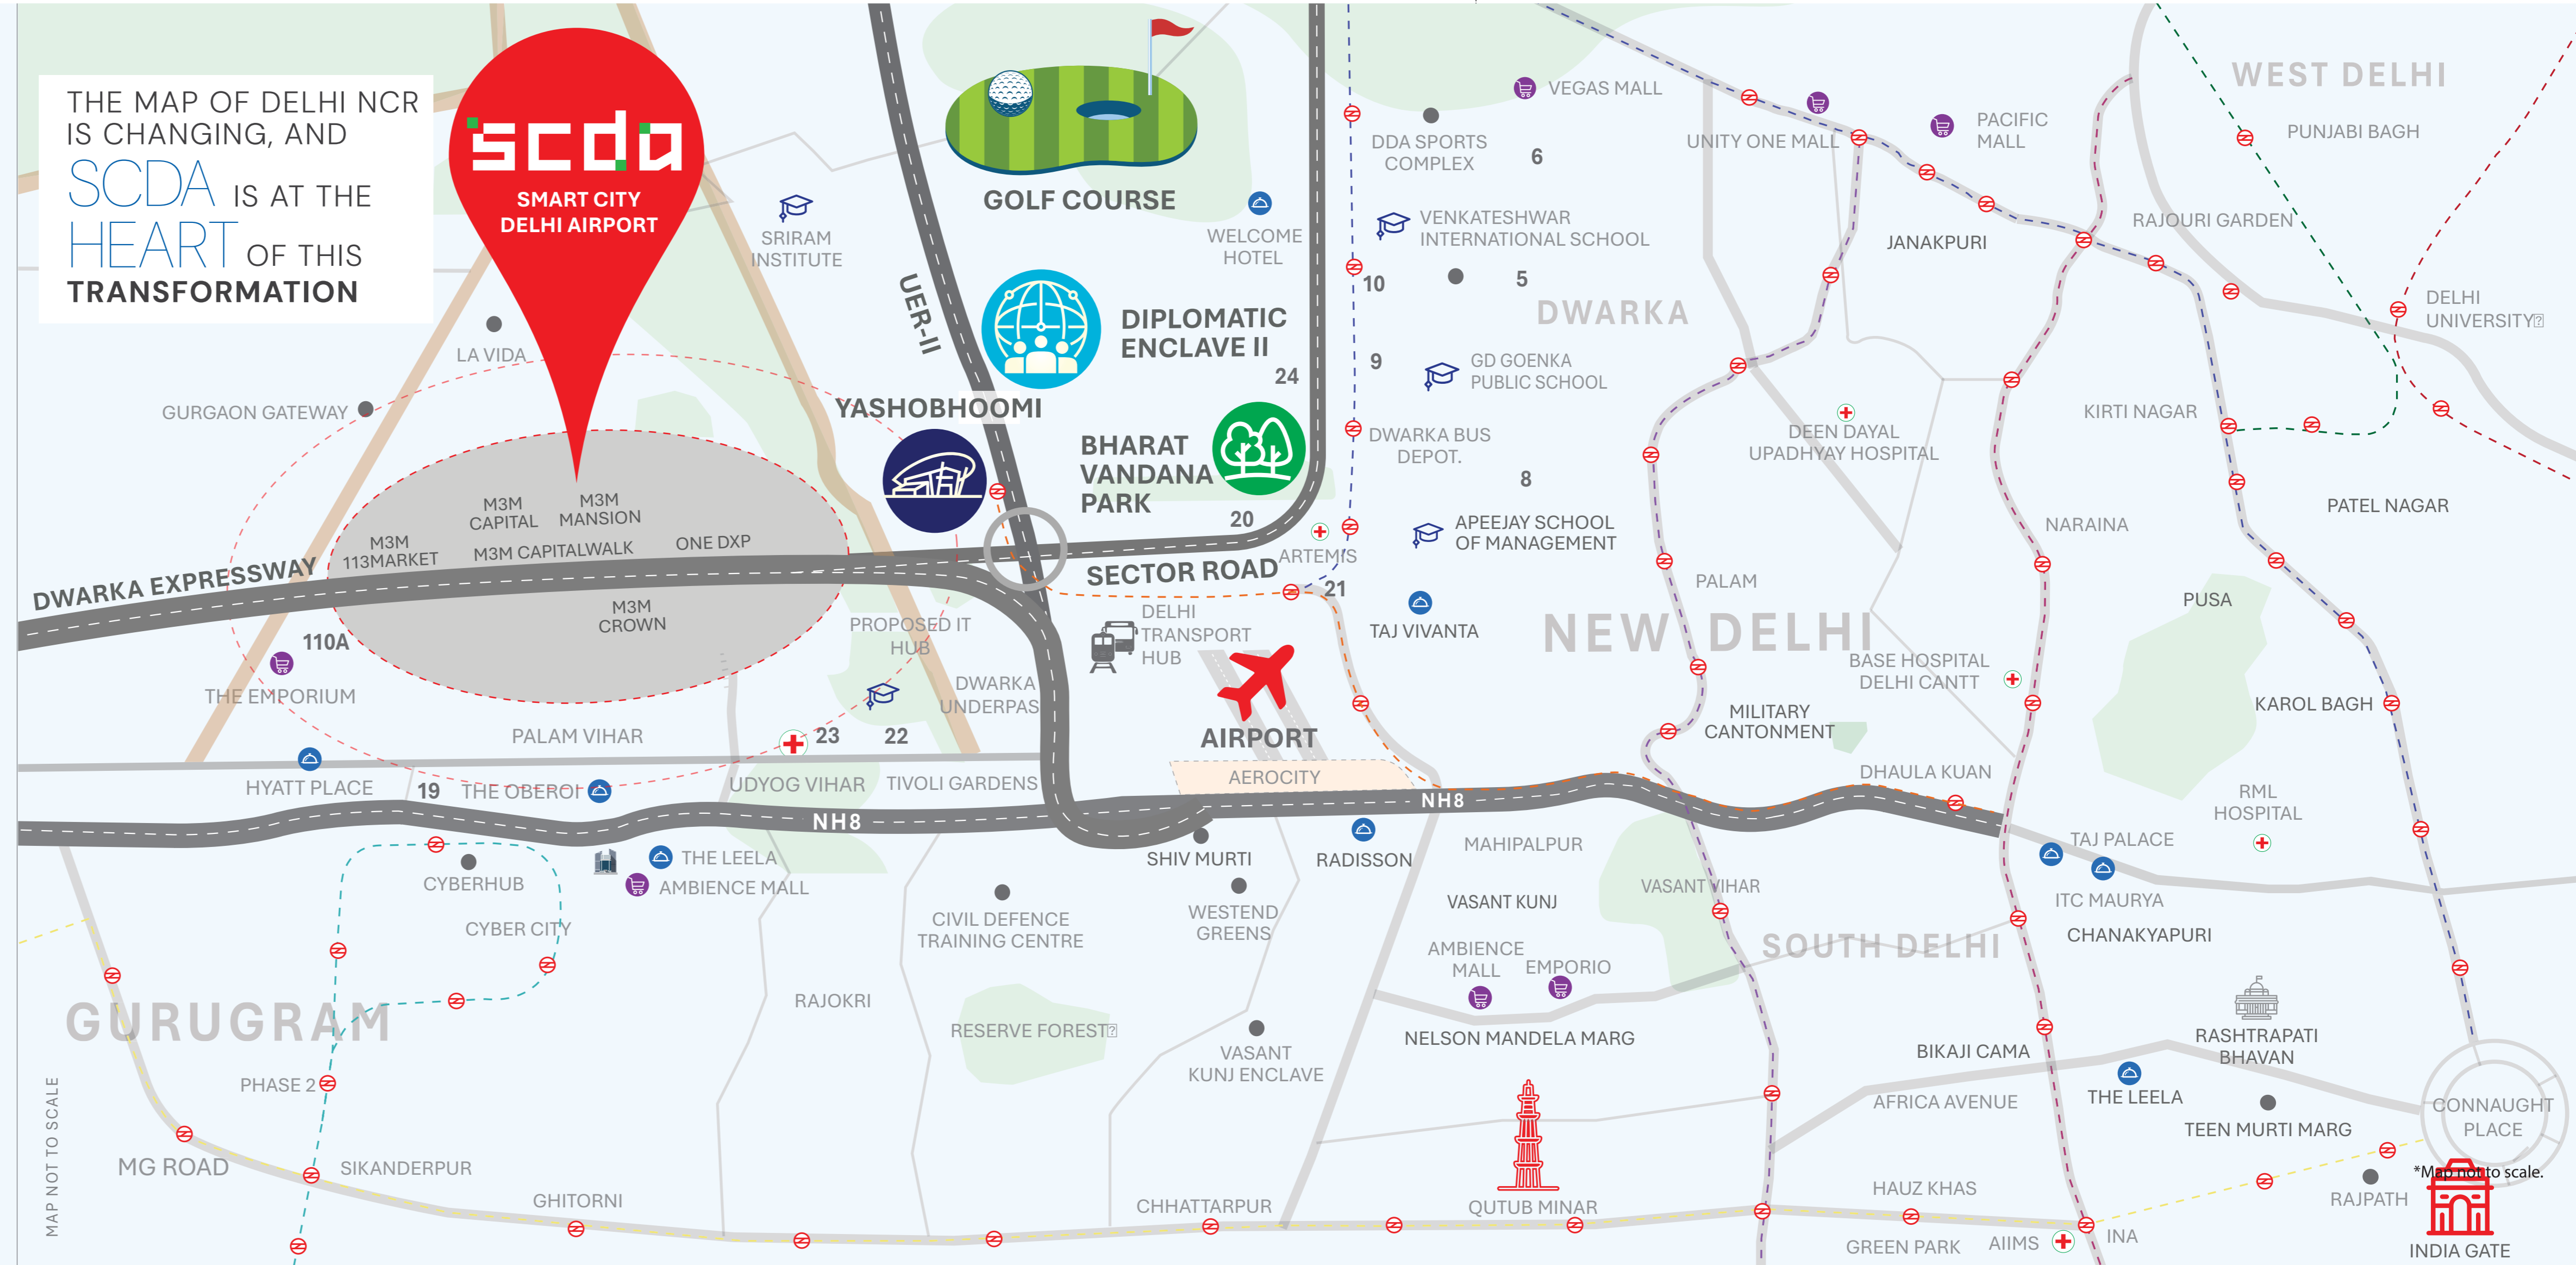 THE MAP OF DELHI NCR
IS CHANGING, AND
SCDA IS AT THE
HEART OF THIS
TRANSFORMATION
scda
SMART CITY
DELHI AIRPORT
SRIRAM
INSTITUTE
UER-II
GOLF COURSE
WELCOME
HOTEL
DIPLOMATIC
ENCLAVE II
24
YASHOBHOOMI
BHARAT
VANDANA
PARK
20
LA VIDA
GURGAON GATEWAY
M3M
CAPITAL
M3M
MANSION
M3M
113MARKET
M3M CAPITALWALK
ONE DXP
M3M
CROWN
DWARKA EXPRESSWAY
110A
THE EMPORIUM
PALAM VIHAR
HYATT PLACE
19
THE OBEROI
23
22
UDYOG VIHAR
TIVOLI GARDENS
PROPOSED IT
HUB
DWARKA
UNDERPAS
SECTOR ROAD
DELHI
TRANSPORT
HUB
AIRPORT
AEROCITY
NH8
NH8
VEGAS MALL
DDA SPORTS
COMPLEX
6
VENKATESHWAR
INTERNATIONAL SCHOOL
10
5
DWARKA
9
GD GOENKA
PUBLIC SCHOOL
DWARKA BUS
DEPOT.
8
APEEJAY SCHOOL
OF MANAGEMENT
ARTEMIS
21
TAJ VIVANTA
UNITY ONE MALL
PACIFIC
MALL
WEST DELHI
PUNJABI BAGH
RAJOURI GARDEN
JANAKPURI
DELHI
UNIVERSITY
KIRTI NAGAR
DEEN DAYAL
UPADHYAY HOSPITAL
PATEL NAGAR
NARAINA
PALAM
PUSA
NEW DELHI
BASE HOSPITAL
DELHI CANTT
MILITARY
CANTONMENT
KAROL BAGH
DHAULA KUAN
RML
HOSPITAL
TAJ PALACE
ITC MAURYA
CHANAKYAPURI
THE LEELA
AMBIENCE MALL
CYBERHUB
CYBER CITY
SHIV MURTI
RADISSON
MAHIPALPUR
VASANT VIHAR
VASANT KUNJ
CIVIL DEFENCE
TRAINING CENTRE
WESTEND
GREENS
AMBIENCE
MALL
EMPORIO
SOUTH DELHI
GURUGRAM
RAJOKRI
RESERVE FOREST
VASANT
KUNJ ENCLAVE
NELSON MANDELA MARG
RASHTRAPATI
BHAVAN
BIKAJI CAMA
THE LEELA
AFRICA AVENUE
TEEN MURTI MARG
CONNAUGHT
PLACE
PHASE 2
MAP NOT TO SCALE
MG ROAD
SIKANDERPUR
GHITORNI
CHHATTARPUR
QUTUB MINAR
HAUZ KHAS
GREEN PARK
AIIMS
INA
RAJPATH
*Map not to scale.
INDIA GATE